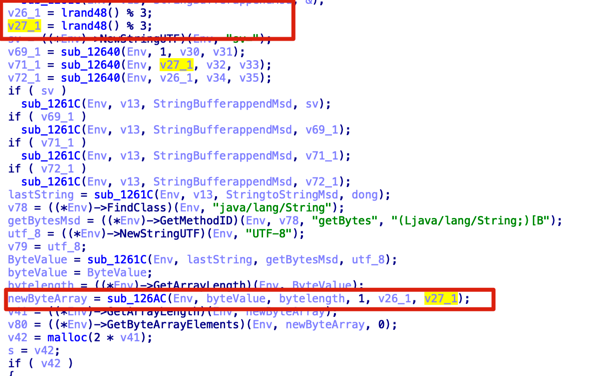 v26_1 = lrand48() % 3;
v27_1 = lrand48() % 3;
v69_1 = sub_12640(Env, 1, v30, v31);
v71_1 = sub_12640(Env, v27_1, v32, v33);
v72_1 = sub_12640(Env, v26_1, v34, v35);
if ( sv )
sub_1261C(Env, v13, StringBufferappendMsd, sv);
if ( v69_1 )
sub_1261C(Env, v13, StringBufferappendMsd, v69_1);
if ( v71_1 )
sub_1261C(Env, v13, StringBufferappendMsd, v71_1);
if ( v72_1 )
sub_1261C(Env, v13, StringBufferappendMsd, v72_1);
lastString = sub_1261C(Env, v13, StringtoStringMsd, dong);
v78 = ((*Env)->FindClass)(Env, "java/lang/String");
getBytesMsd = ((*Env)->GetMethodID)(Env, v78, "getBytes", "(Ljava/lang/String;)[B");
utf_8 = ((*Env)->NewStringUTF)(Env, "UTF-8");
v79 = utf_8;
ByteValue = sub_1261C(Env, lastString, getBytesMsd, utf_8);
byteValue = ByteValue;
bytelength = ((*Env)->GetArrayLength)(Env, ByteValue);
newByteArray = sub_126AC(Env, byteValue, bytelength, 1, v26_1, v27_1);
v41 = ((*Env)->GetArrayLength)(Env, newByteArray);
v80 = ((*Env)->GetByteArrayElements)(Env, newByteArray, 0);
v42 = malloc(2 * v41);
s = v42;
if ( v42 )
{